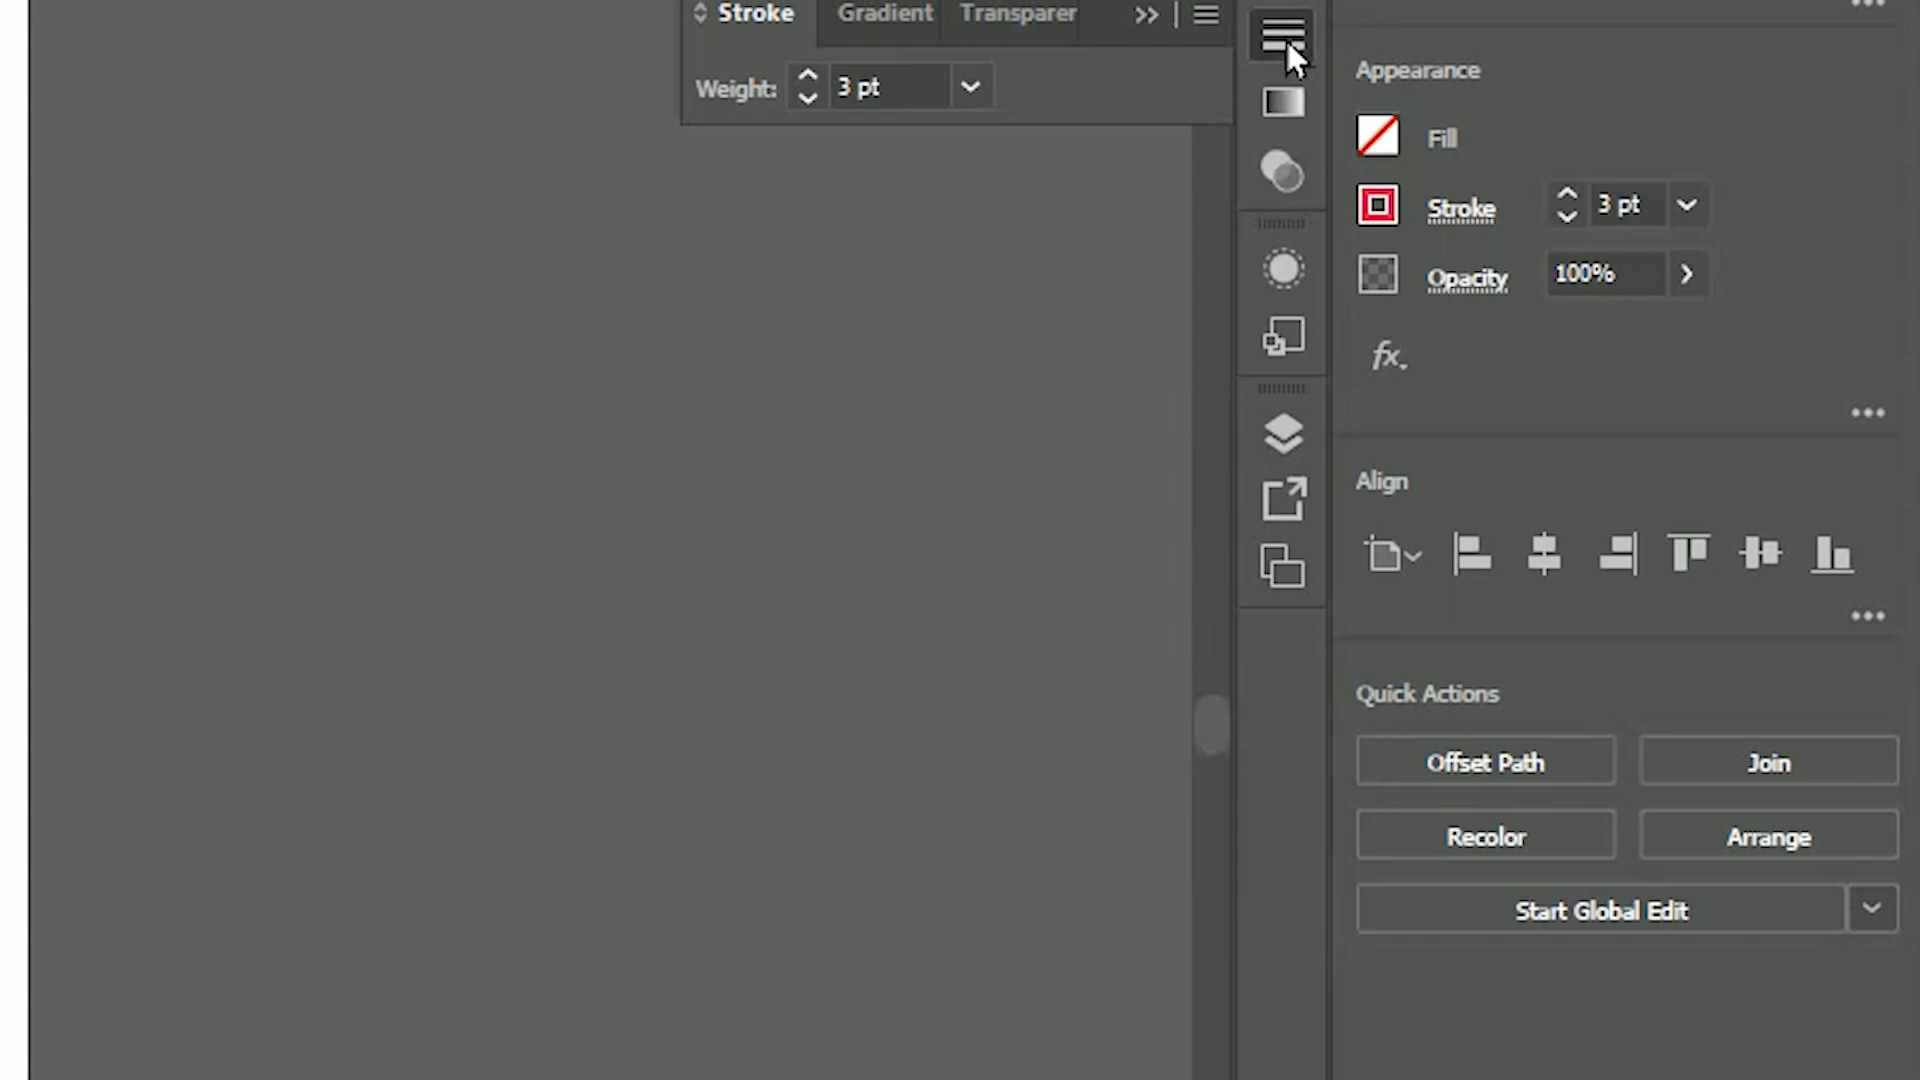 Stroke Gradient Transparer
Weight: 3 pt
Appearance
Fill
Stroke 3 pt
Opacity 100%
fx.
Align
Quick Actions
Offset Path Join
Recolor Arrange
Start Global Edit